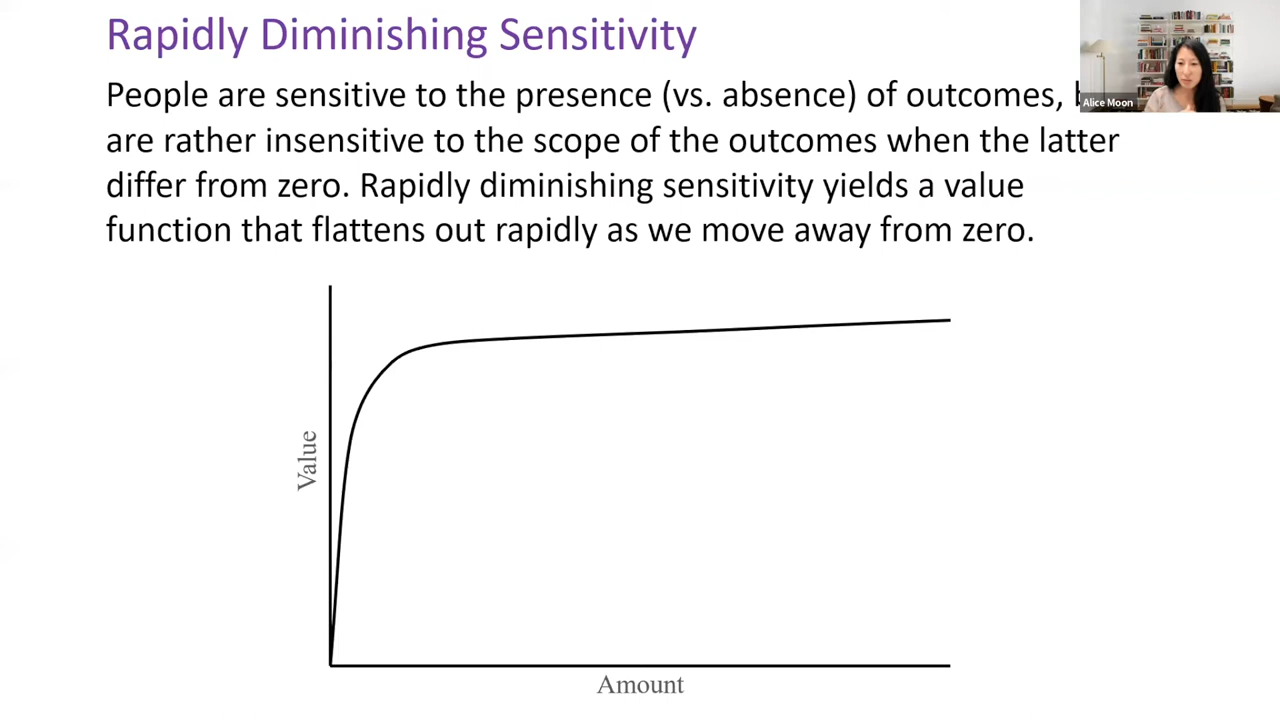 Rapidly Diminishing Sensitivity
People are sensitive to the presence (vs. absence) of outcomes,
Alice Moon
are rather insensitive to the scope of the outcomes when the latter
differ from zero. Rapidly diminishing sensitivity yields a value
function that flattens out rapidly as we move away from zero.
Value
Amount